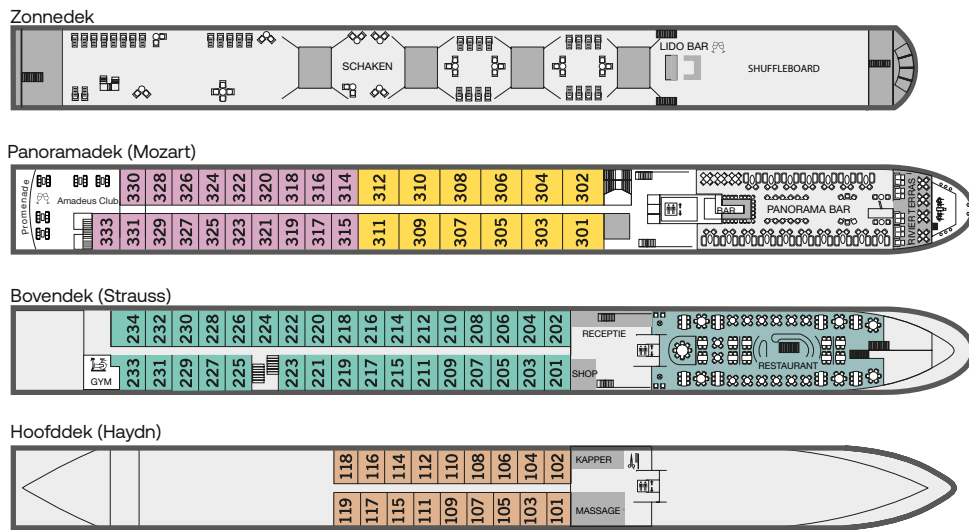 Zonnedek
SCHAKEN
LIDO BAR
SHUFFLEBOARD
Panoramadek (Mozart)
Promenade
Amadeus Club
330 328 326 324 322 320 318 316 314 312 310 308 306 304 302
333 331 329 327 325 323 321 319 317 315 311 309 307 305 303 301
BAR
PANORAMA BAR
RIVIERTERRAS
Bovendek (Strauss)
234 232 230 228 226 224 222 220 218 216 214 212 210 208 206 204 202
RECEPTIE
GYM
233 231 229 227 225 223 221 219 217 215 211 209 207 205 203 201
SHOP
RESTAURANT
Hoofddek (Haydn)
118 116 114 112 110 108 106 104 102
KAPPER
119 117 115 111 109 107 105 103 101
MASSAGE